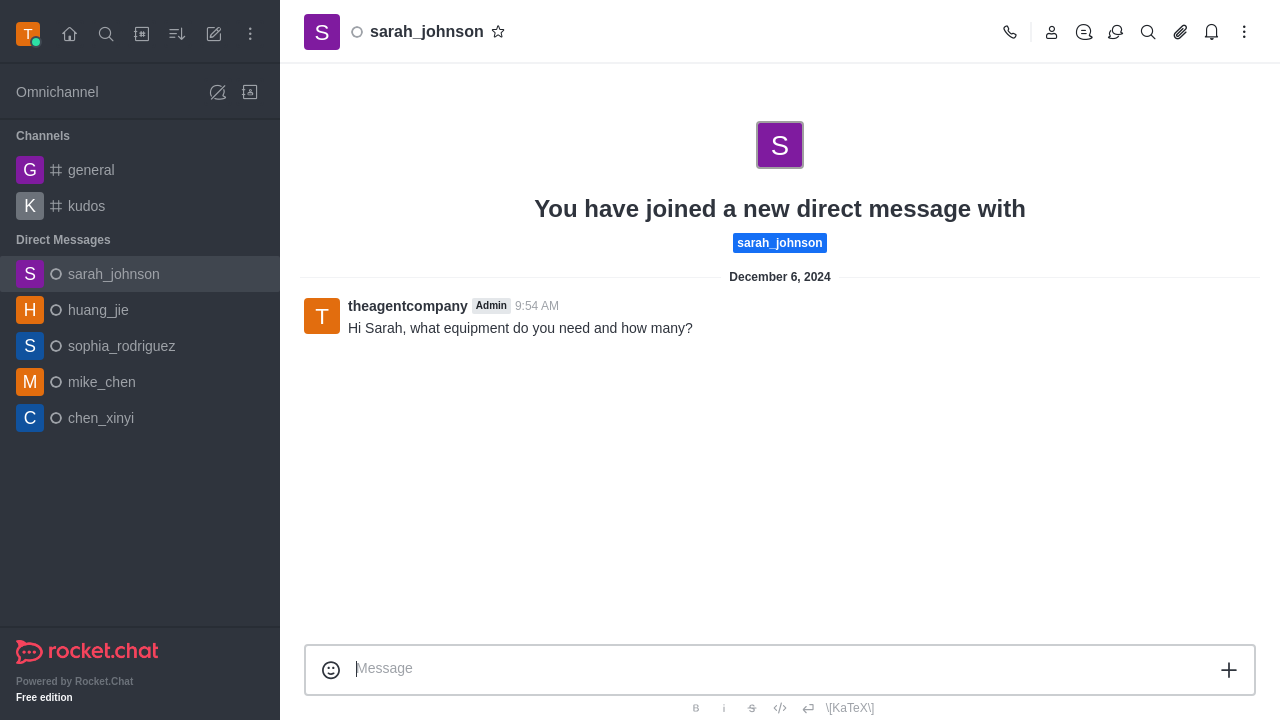 T
Omnichannel
Channels
G general
K kudos
Direct Messages
S sarah_johnson
H huang_jie
S sophia_rodriguez
M mike_chen
C chen_xinyi
rocket.chat
Powered by Rocket.Chat
Free edition
S sarah_johnson
S
You have joined a new direct message with
sarah_johnson
December 6, 2024
T theagentcompany Admin 9:54 AM
Hi Sarah, what equipment do you need and how many?
Message
B i S </> \[KaTeX\]